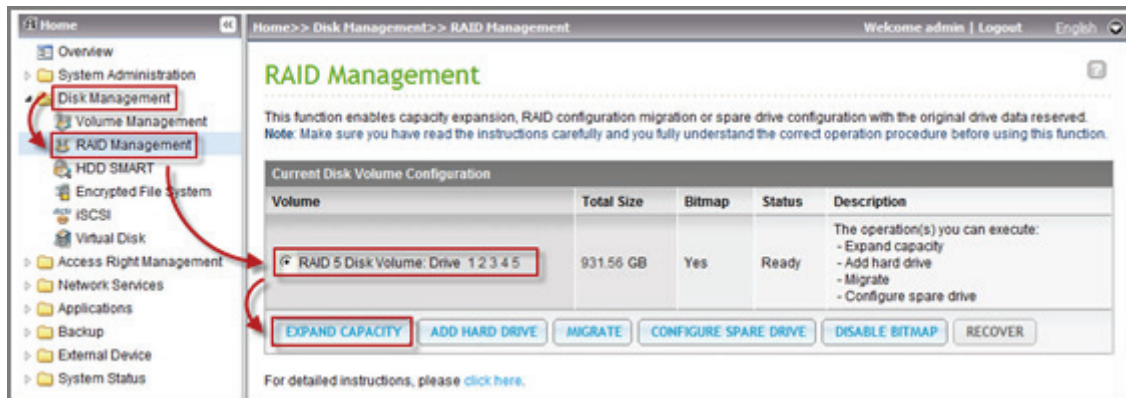 Home
Overview
System Administration
Disk Management
Volume Management
RAID Management
HDD SMART
Encrypted File System
iSCSI
Virtual Disk
Access Right Management
Network Services
Applications
Backup
External Device
System Status
Home>> Disk Management>> RAID Management
Welcome admin | Logout
English
RAID Management
This function enables capacity expansion, RAID configuration migration or spare drive configuration with the original drive data reserved.
Note: Make sure you have read the instructions carefully and you fully understand the correct operation procedure before using this function.
Current Disk Volume Configuration
Volume Total Size Bitmap Status Description
RAID 5 Disk Volume: Drive 1 2 3 4 5 931.56 GB Yes Ready
The operation(s) you can execute:
- Expand capacity
- Add hard drive
- Migrate
- Configure spare drive
EXPAND CAPACITY ADD HARD DRIVE MIGRATE CONFIGURE SPARE DRIVE DISABLE BITMAP RECOVER
For detailed instructions, please click here.